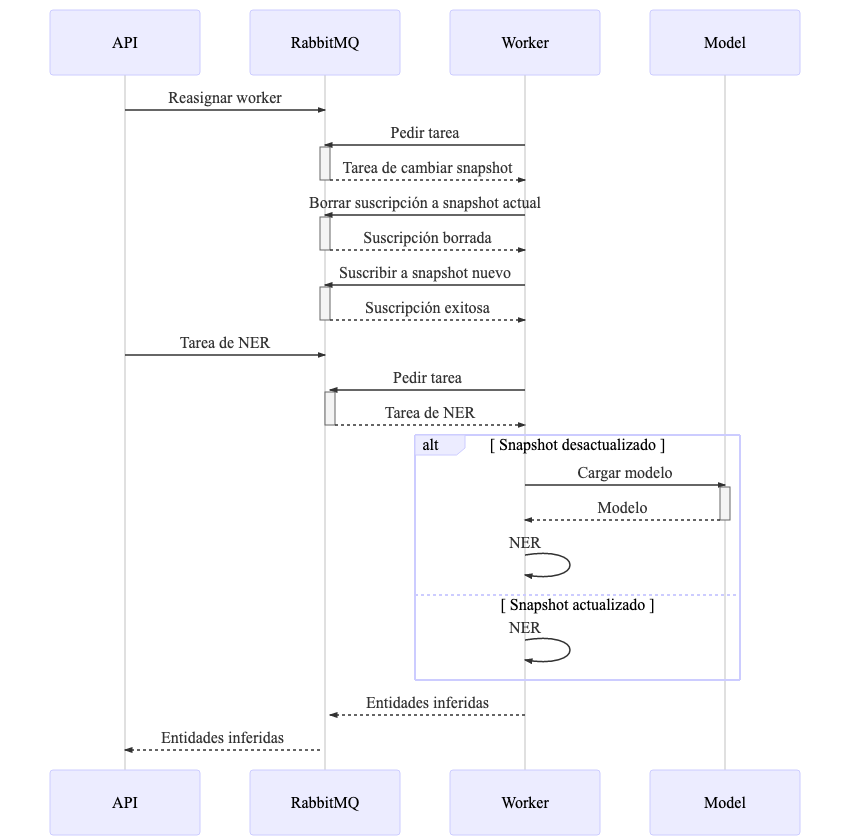 API
RabbitMQ
Worker
Model
Reasignar worker
Pedir tarea
Tarea de cambiar snapshot
Borrar suscripción a snapshot actual
Suscripción borrada
Suscribir a snapshot nuevo
Suscripción exitosa
Tarea de NER
Pedir tarea
Tarea de NER
alt
[ Snapshot desactualizado ]
Cargar modelo
Modelo
NER
[ Snapshot actualizado ]
NER
Entidades inferidas
Entidades inferidas
API
RabbitMQ
Worker
Model